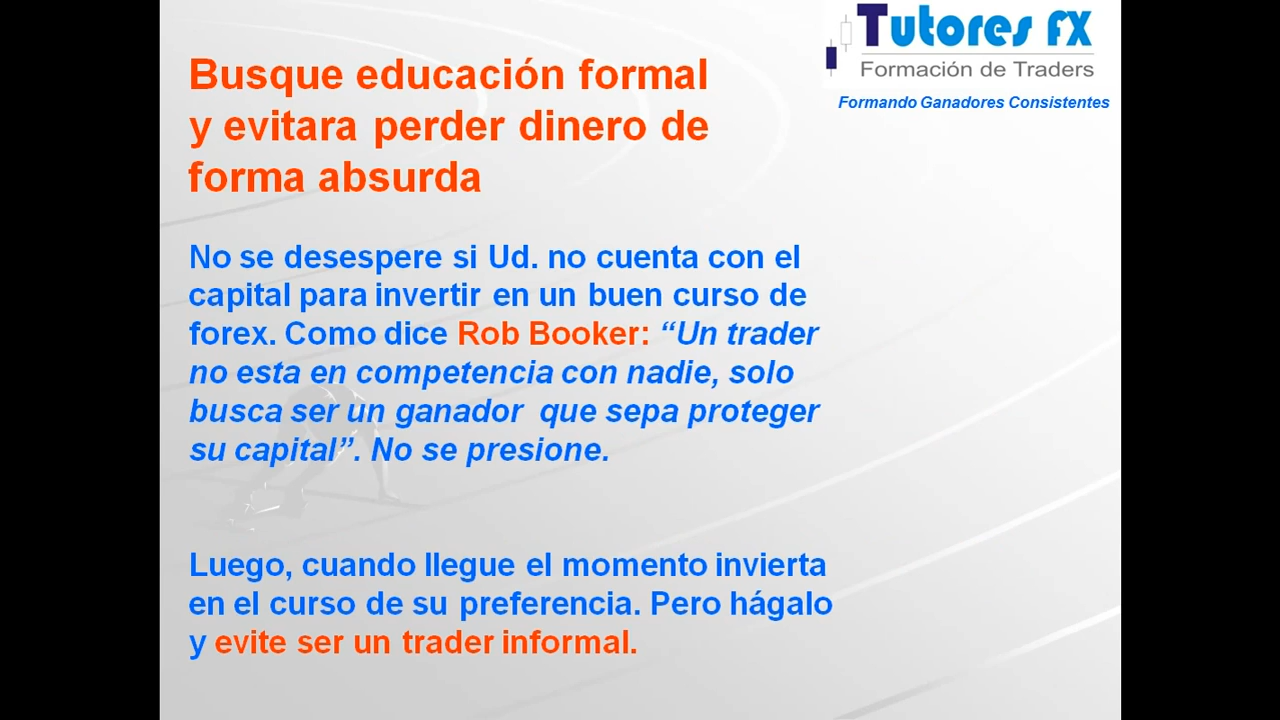 Tutores FX
Formación de Traders
Formando Ganadores Consistentes
Busque educación formal
y evitara perder dinero de
forma absurda
No se desespere si Ud. no cuenta con el
capital para invertir en un buen curso de
forex. Como dice Rob Booker: “Un trader
no esta en competencia con nadie, solo
busca ser un ganador que sepa proteger
su capital”. No se presione.
Luego, cuando llegue el momento invierta
en el curso de su preferencia. Pero hágalo
y evite ser un trader informal.